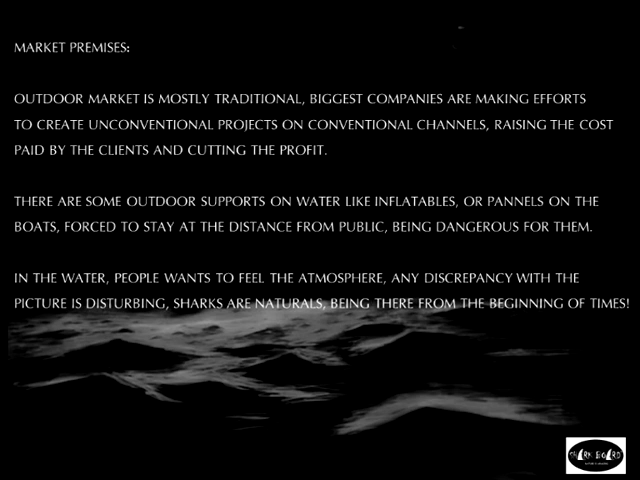 MARKET PREMISES:
OUTDOOR MARKET IS MOSTLY TRADITIONAL, BIGGEST COMPANIES ARE MAKING EFFORTS
TO CREATE UNCONVENTIONAL PROJECTS ON CONVENTIONAL CHANNELS, RAISING THE COST
PAID BY THE CLIENTS AND CUTTING THE PROFIT.
THERE ARE SOME OUTDOOR SUPPORTS ON WATER LIKE INFLATABLES, OR PANNELS ON THE
BOATS, FORCED TO STAY AT THE DISTANCE FROM PUBLIC, BEING DANGEROUS FOR THEM.
IN THE WATER, PEOPLE WANTS TO FEEL THE ATMOSPHERE, ANY DISCREPANCY WITH THE
PICTURE IS DISTURBING, SHARKS ARE NATURALS, BEING THERE FROM THE BEGINNING OF TIMES!